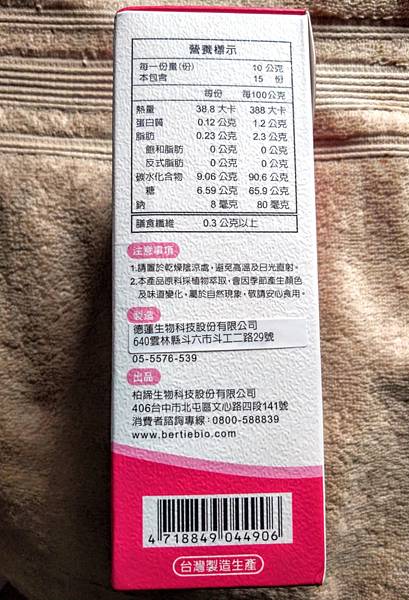 營養標示
每一份量(份) 10 公克
本包含 15 份
每份 每100公克
熱量 38.8 大卡 388 大卡
蛋白質 0.12 公克 1.2 公克
脂肪 0.23 公克 2.3 公克
飽和脂肪 0 公克 0 公克
反式脂肪 0 公克 0 公克
碳水化合物 9.06 公克 90.6 公克
糖 6.59 公克 65.9 公克
鈉 8 毫克 80 毫克
膳食纖維 0.3 公克以上
注意事項
1.請置於乾燥陰涼處，避免高溫及日光直射。
2.本產品原料採植物萃取，會因季節產生顏色
及味道變化，屬於自然現象，敬請安心食用。
製造
德蓮生物科技股份有限公司
640雲林縣斗六市斗工二路29號
05-5576-539
出品
柏諦生物科技股份有限公司
406台中市北屯區文心路四段141號
消費者諮詢專線：0800-588839
www.bertiebio.com
4 718849 044906
台灣製造生產